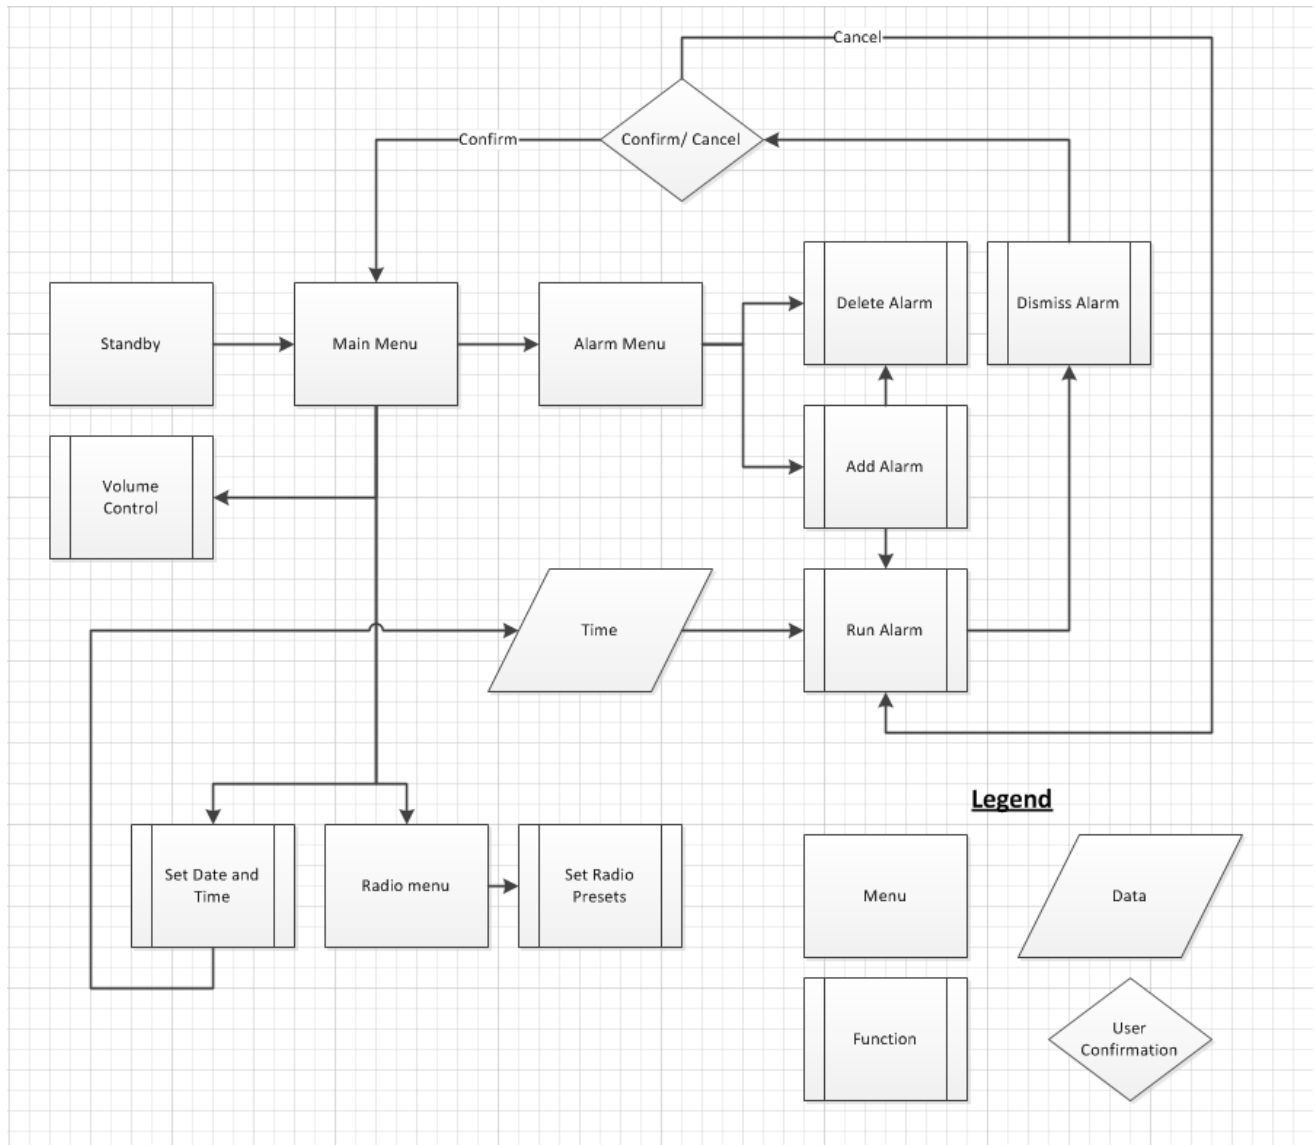 Cancel
Confirm
Confirm/ Cancel
Delete Alarm
Dismiss Alarm
Standby
Main Menu
Alarm Menu
Add Alarm
Volume
Control
Time
Run Alarm
Set Date and
Time
Radio menu
Set Radio
Presets
Legend
Menu
Data
Function
User
Confirmation